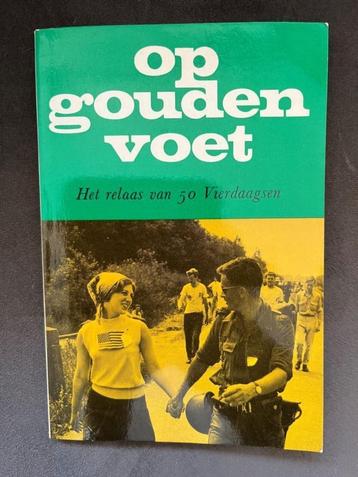 op
gouden
voet
Het relaas van 50 Vierdaagsen